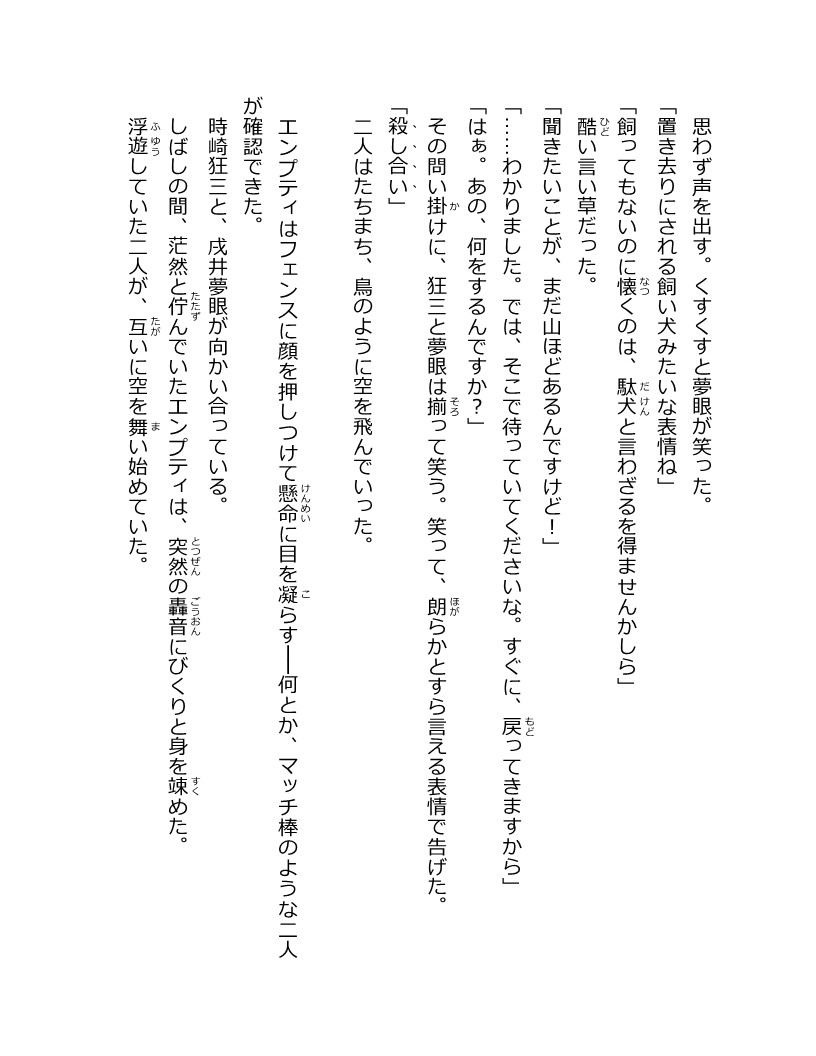 思わず声を出す。くすくすと夢眼が笑った。
「置き去りにされる飼い犬みたいな表情ね」
「飼ってもないのに懐くのは、駄犬と言わざるを得ませんかしら」
酷い言い草だった。
「聞きたいことが、まだ山ほどあるんですけど！」
「……わかりました。では、そこで待っていてくださいな。すぐに、戻ってきますから」
「はぁ。あの、何をするんですか？」
その問い掛けに、狂三と夢眼は揃って笑う。笑って、朗らかとすら言える表情で告げた。
「殺し合い」
二人はたちまち、鳥のように空を飛んでいった。
エンプティはフェンスに顔を押しつけて懸命に目を凝らす――何とか、マッチ棒のような二人
が確認できた。
時崎狂三と、戌井夢眼が向かい合っている。
しばしの間、茫然と佇んでいたエンプティは、突然の轟音にびくりと身を竦めた。
浮遊していた二人が、互いに空を舞い始めていた。